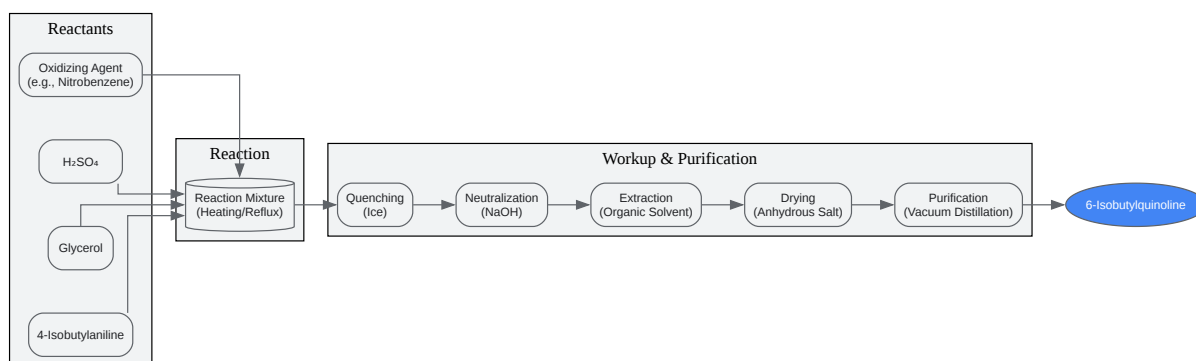 Reactants
Oxidizing Agent
(e.g., Nitrobenzene)
H₂SO₄
Glycerol
4-Isobutylaniline
Reaction
Reaction Mixture
(Heating/Reflux)
Workup & Purification
Quenching
(Ice)
Neutralization
(NaOH)
Extraction
(Organic Solvent)
Drying
(Anhydrous Salt)
Purification
(Vacuum Distillation)
6-Isobutylquinoline